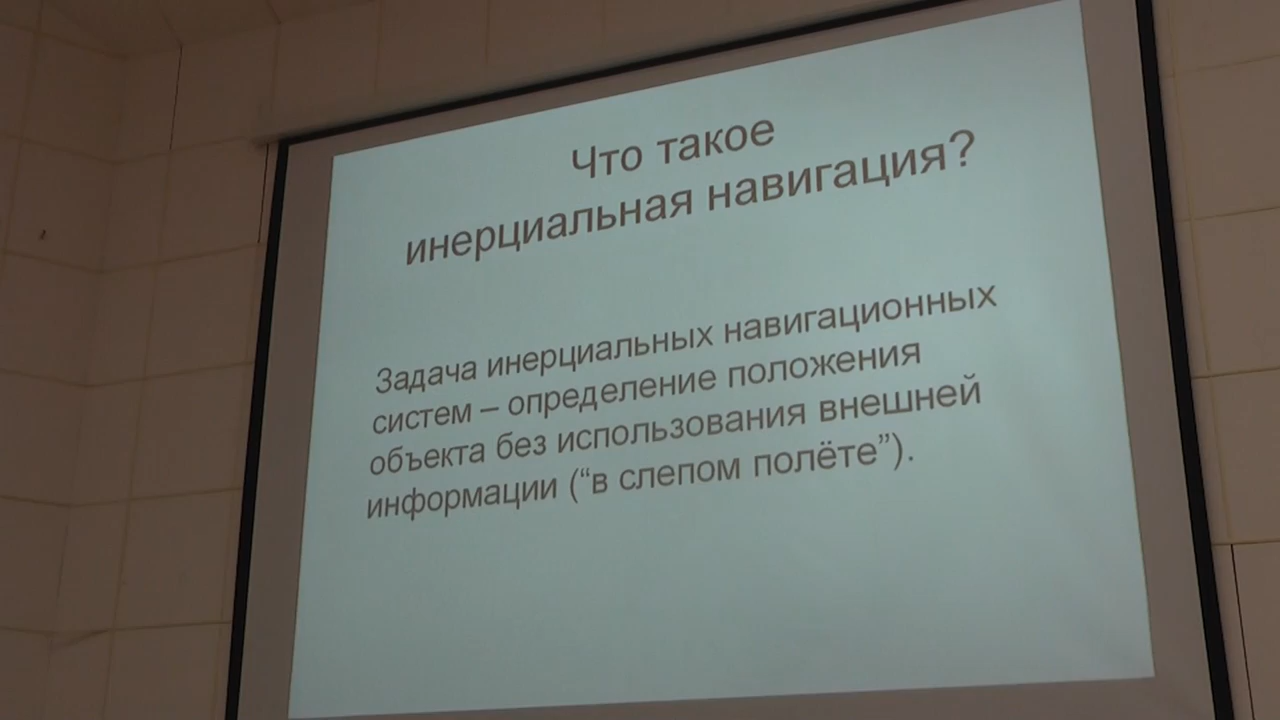 Что такое
инерциальная навигация?
Задача инерциальных навигационных
систем – определение положения
объекта без использования внешней
информации (“в слепом полёте”).